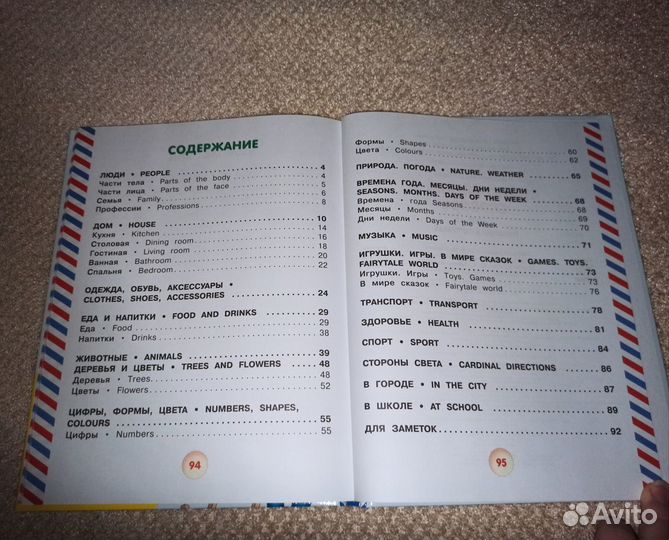 СОДЕРЖАНИЕ
ЛЮДИ • PEOPLE 4
Части тела • Parts of the body 4
Части лица • Parts of the face 5
Семья • Family 6
Профессии • Professions 8
ДОМ • HOUSE 10
Кухня • Kitchen 14
Столовая • Dining room 16
Гостиная • Living room 18
Ванная • Bathroom 20
Спальня • Bedroom 22
ОДЕЖДА, ОБУВЬ, АКСЕССУАРЫ •
CLOTHES, SHOES, ACCESSORIES 24
ЕДА И НАПИТКИ • FOOD AND DRINKS 29
Еда • Food 29
Напитки • Drinks 38
ЖИВОТНЫЕ • ANIMALS 39
ДЕРЕВЬЯ И ЦВЕТЫ • TREES AND FLOWERS 48
Деревья • Trees 48
Цветы • Flowers 52
ЦИФРЫ, ФОРМЫ, ЦВЕТА • NUMBERS, SHAPES,
COLOURS 55
Цифры • Numbers 55
94
Формы • Shapes 60
Цвета • Colours 62
ПРИРОДА. ПОГОДА • NATURE. WEATHER 65
ВРЕМЕНА ГОДА. МЕСЯЦЫ. ДНИ НЕДЕЛИ •
SEASONS. MONTHS. DAYS OF THE WEEK 68
Времена • года Seasons 68
Месяцы • Months 69
Дни недели • Days of the Week 70
МУЗЫКА • MUSIC 71
ИГРУШКИ. ИГРЫ. В МИРЕ СКАЗОК • GAMES. TOYS.
FAIRYTALE WORLD 73
Игрушки. Игры • Toys. Games 73
В мире сказок • Fairytale world 76
ТРАНСПОРТ • TRANSPORT 78
ЗДОРОВЬЕ • HEALTH 81
СПОРТ • SPORT 84
СТОРОНЫ СВЕТА • CARDINAL DIRECTIONS 86
В ГОРОДЕ • IN THE CITY 87
В ШКОЛЕ • AT SCHOOL 89
ДЛЯ ЗАМЕТОК 92
95
Avito